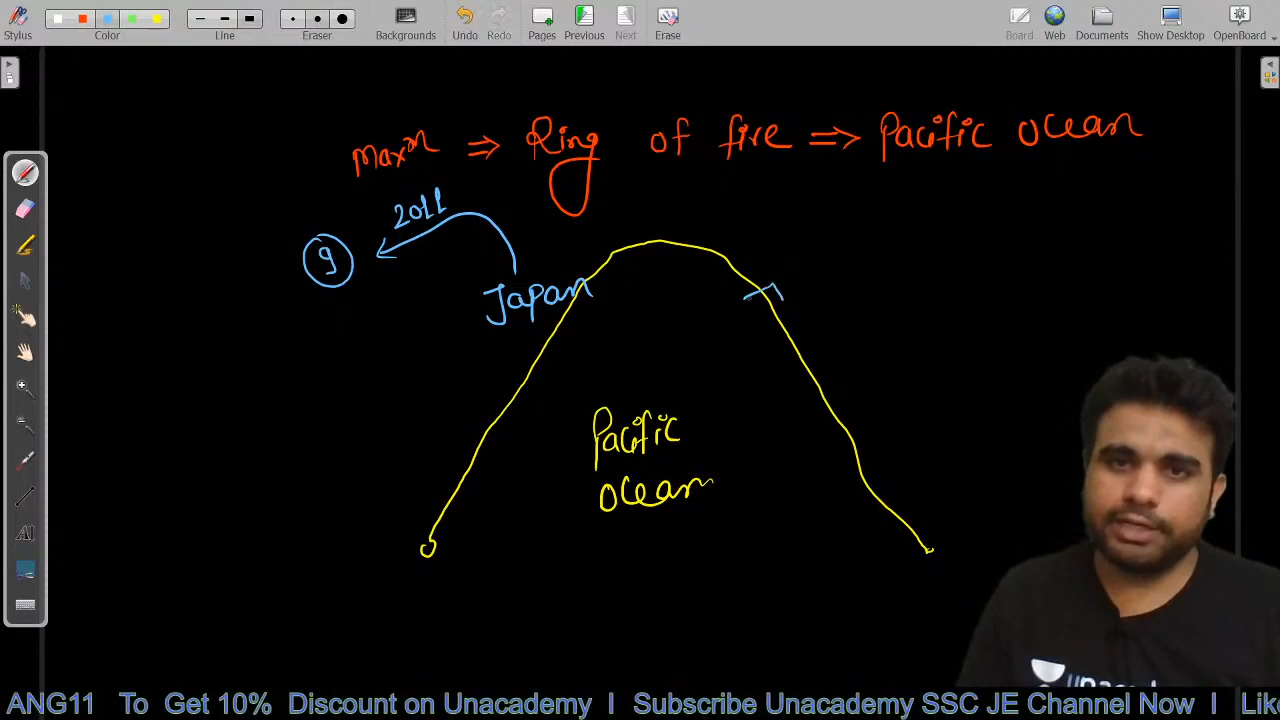 Color Line Eraser
Stylus Backgrounds Undo Redo Pages Previous Next Erase Board Web Documents Show Desktop OpenBoard
Maxm ⇒ Ring of fire ⇒ Pacific Ocean
2011
9
Japan
Pacific
Ocean
unacademy
ANG11 To Get 10% Discount on Unacademy I Subscribe Unacademy SSC JE Channel Now I Lik